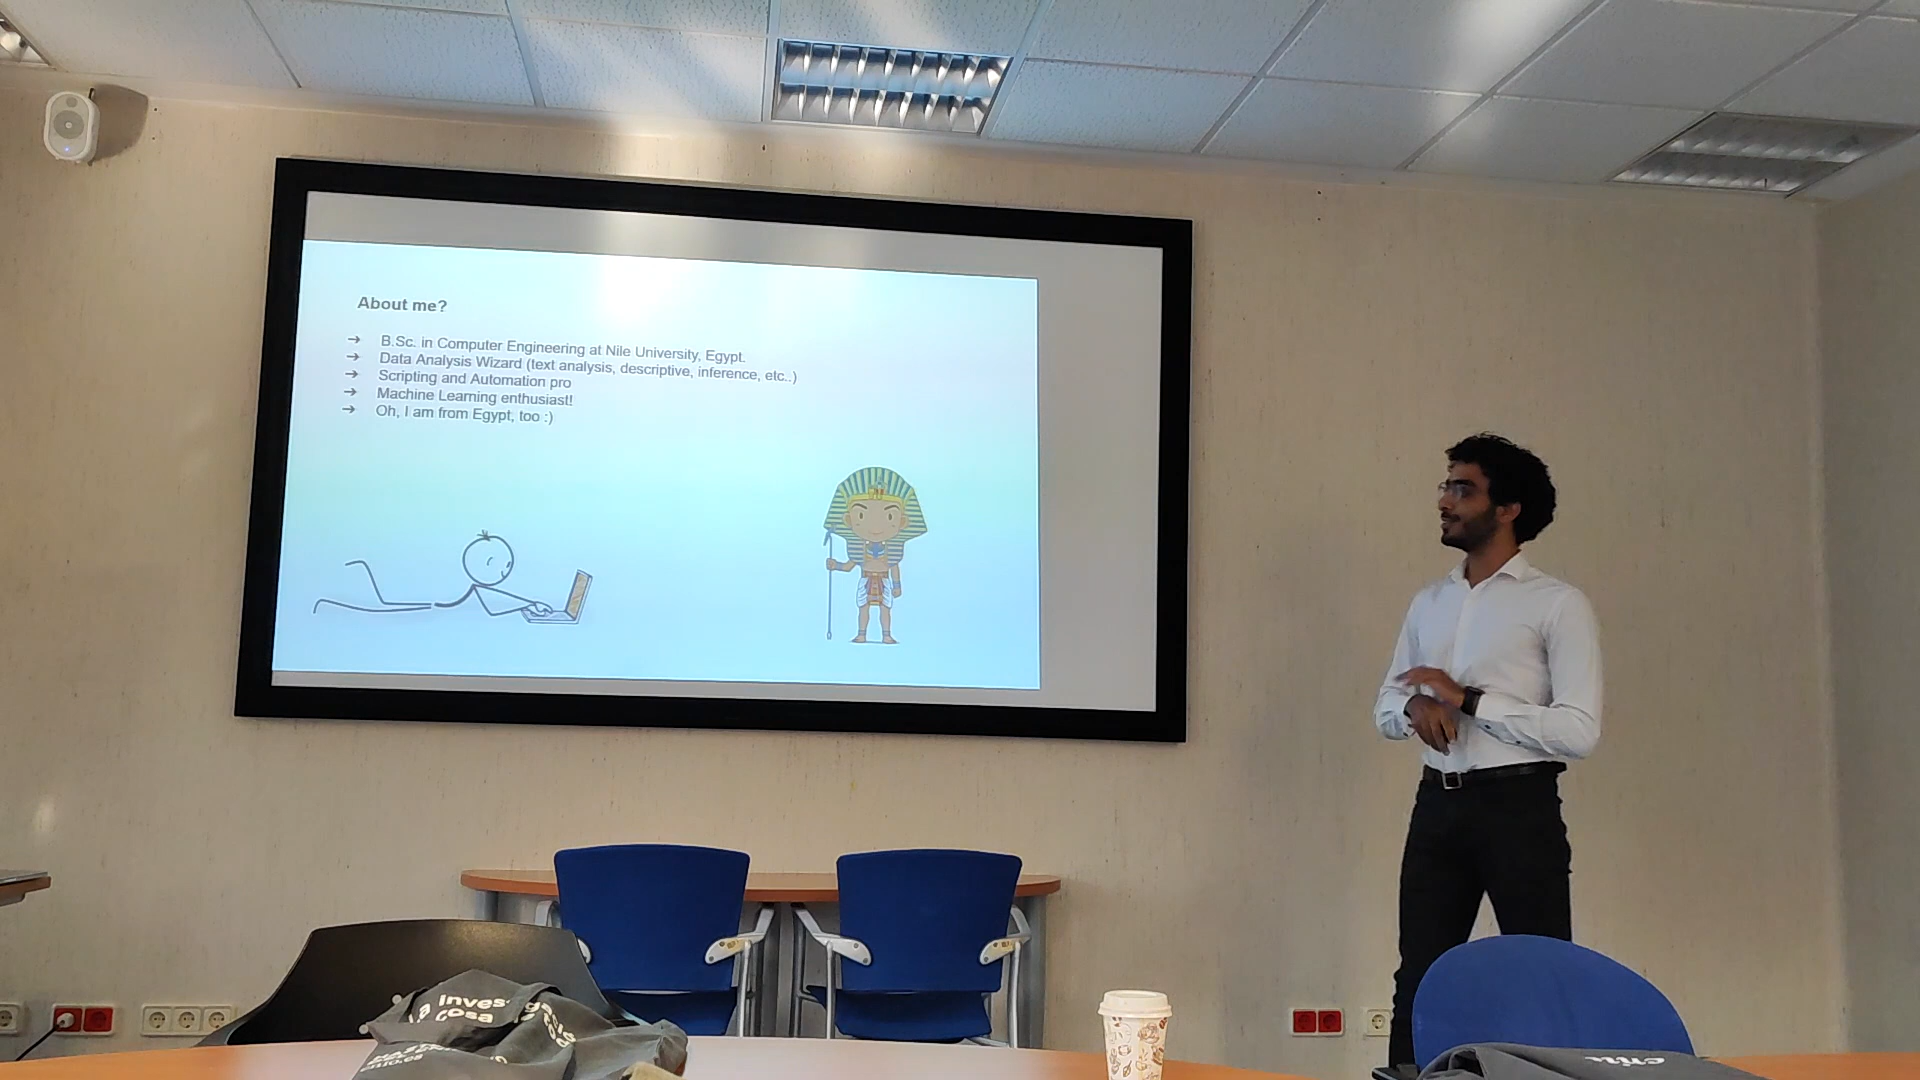 About me?
➔ B.Sc. in Computer Engineering at Nile University, Egypt.
➔ Data Analysis Wizard (text analysis, descriptive, inference, etc..)
➔ Scripting and Automation pro
➔ Machine Learning enthusiast!
➔ Oh, I am from Egypt, too :)
cosa